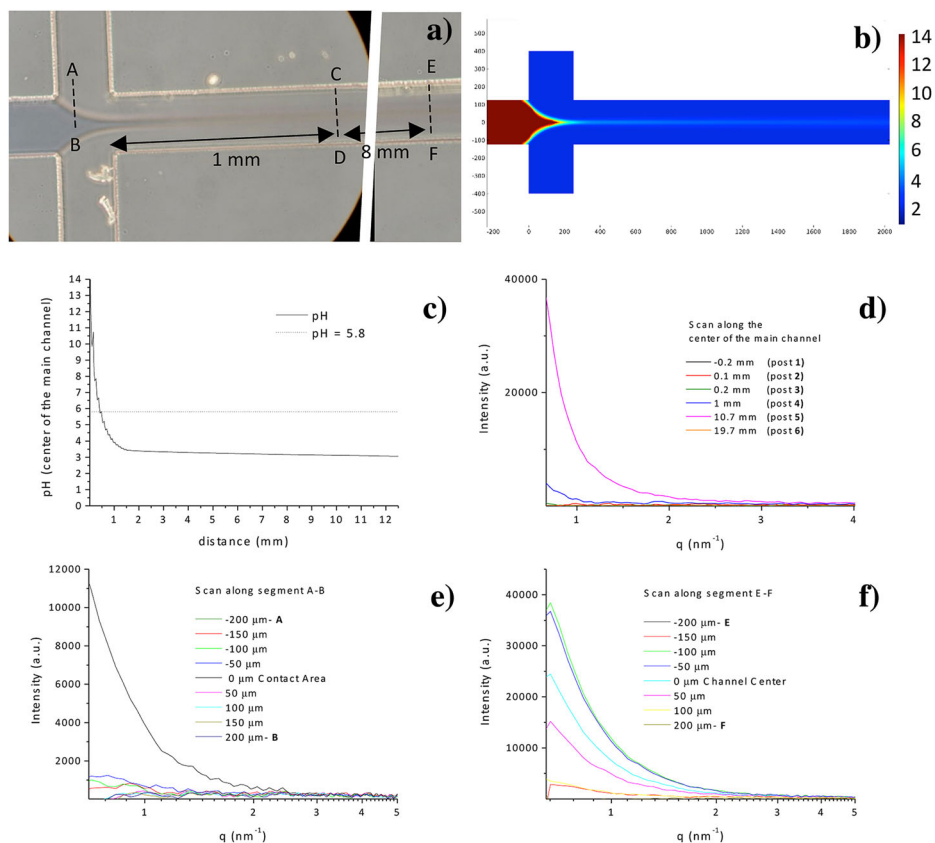 a)
A
B
C
D
E
F
1 mm
8 mm
b)
500
400
300
200
100
0
-100
-200
-300
-400
-500
-200 0 200 400 600 800 1000 1200 1400 1600 1800 2000
14
12
10
8
6
4
2
c)
pH (center of the main channel)
14
13
12
11
10
9
8
7
6
5
4
3
2
1
0
pH
pH = 5.8
1 2 3 4 5 6 7 8 9 10 11 12
distance (mm)
d)
Intensity (a.u.)
40000
20000
Scan along the
center of the main channel
-0.2 mm (post 1)
0.1 mm (post 2)
0.2 mm (post 3)
1 mm (post 4)
10.7 mm (post 5)
19.7 mm (post 6)
1 2 3 4
q (nm-1)
e)
Intensity (a.u.)
12000
10000
8000
6000
4000
2000
Scan along segment A-B
-200 µm- A
-150 µm
-100 µm
-50 µm
0 µm Contact Area
50 µm
100 µm
150 µm
200 µm- B
1 2 3 4 5
q (nm-1)
f)
Intensity (a.u.)
40000
30000
20000
10000
0
Scan along segment E-F
-200 µm- E
-150 µm
-100 µm
-50 µm
0 µm Channel Center
50 µm
100 µm
200 µm- F
1 2 3 4 5
q (nm-1)